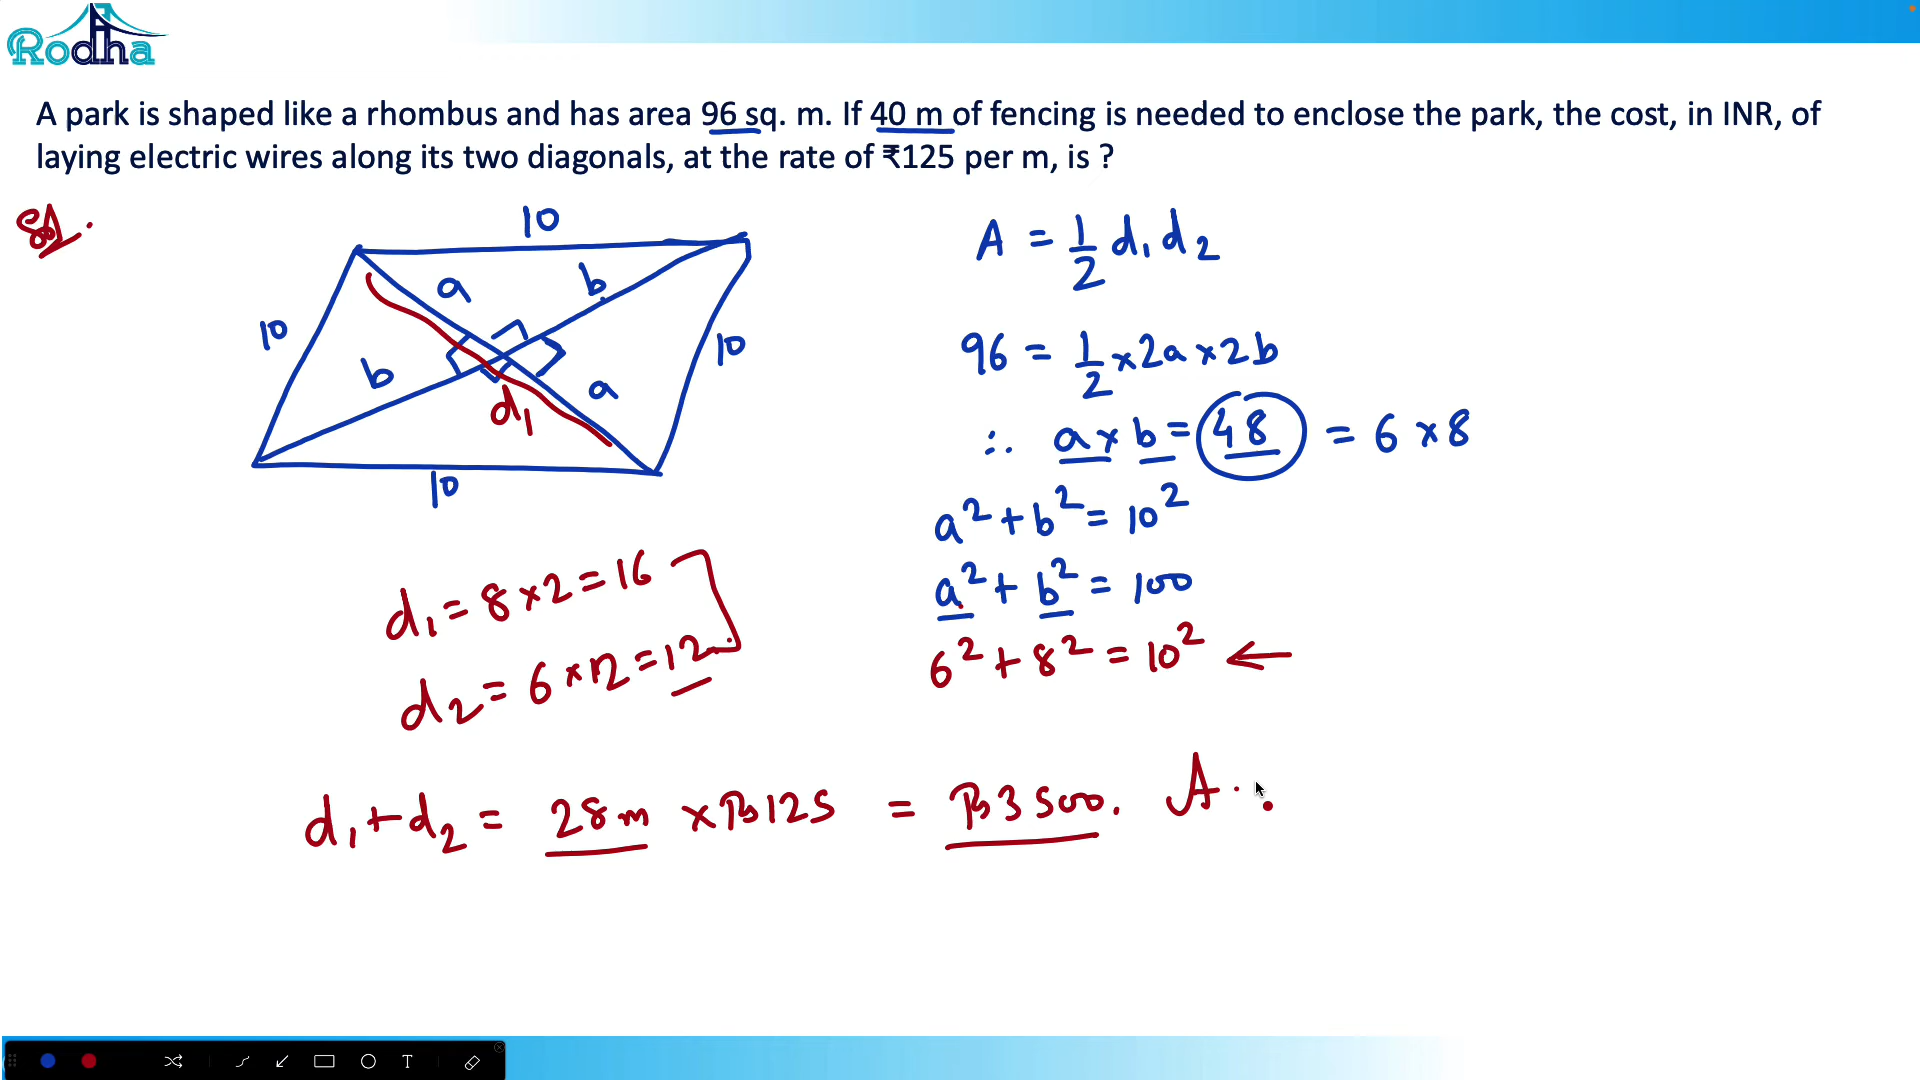 Rodha
A park is shaped like a rhombus and has area 96 sq. m. If 40 m of fencing is needed to enclose the park, the cost, in INR, of
laying electric wires along its two diagonals, at the rate of ₹125 per m, is ?
Sol.
10
a
b
10
10
b
a
d₁
10
A = 1/2 d₁ d₂
96 = 1/2 × 2a × 2b
∴ a × b = 48 = 6 × 8
a² + b² = 10²
a² + b² = 100
6² + 8² = 10² ←
d₁ = 8 × 2 = 16
d₂ = 6 × 2 = 12
d₁ + d₂ = 28m × Rs 125 = Rs 3500. A.
T